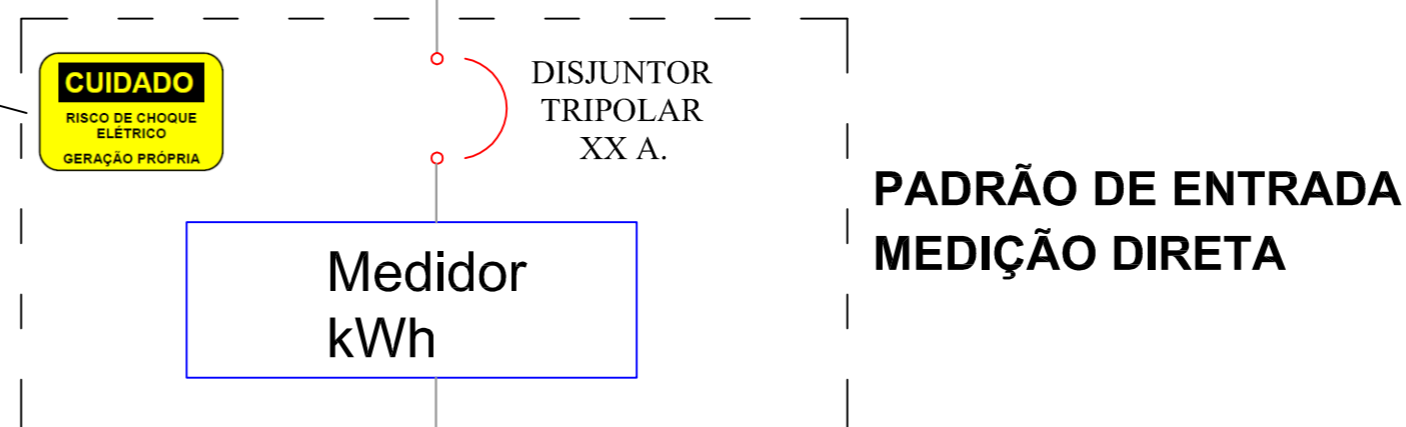 CUIDADO
RISCO DE CHOQUE
ELÉTRICO
GERAÇÃO PRÓPRIA
DISJUNTOR
TRIPOLAR
XX A.
PADRÃO DE ENTRADA
MEDIÇÃO DIRETA
Medidor
kWh